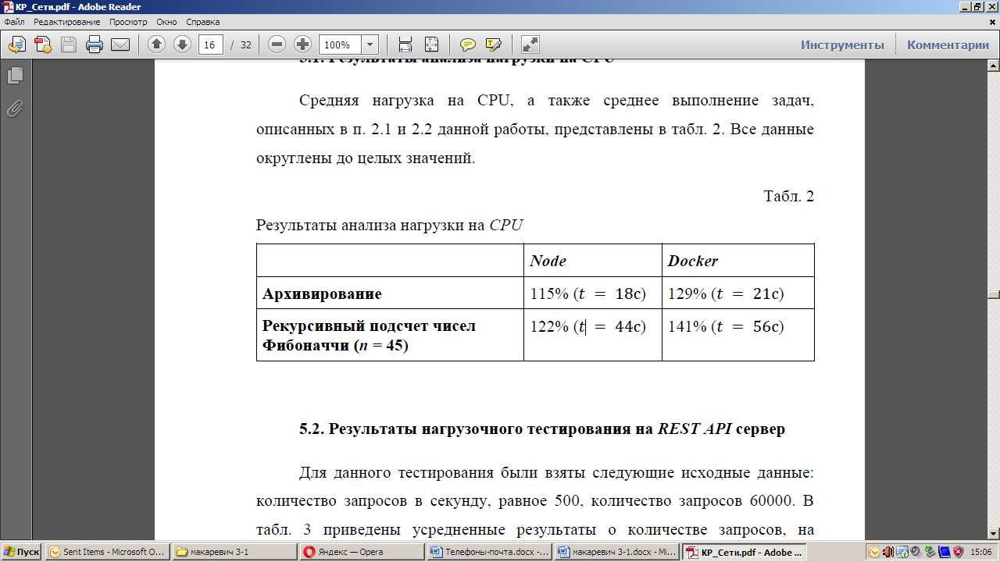 КР_Сети.pdf - Adobe Reader
Файл Редактирование Просмотр Окно Справка
16 / 32 100% Инструменты Комментарии
5.1. Результаты анализа нагрузки на CPU
Средняя нагрузка на CPU, а также среднее выполнение задач,
описанных в п. 2.1 и 2.2 данной работы, представлены в табл. 2. Все данные
округлены до целых значений.
Табл. 2
Результаты анализа нагрузки на CPU
Node Docker
Архивирование 115% (t = 18с) 129% (t = 21с)
Рекурсивный подсчет чисел
Фибоначчи (n = 45) 122% (t = 44с) 141% (t = 56с)
5.2. Результаты нагрузочного тестирования на REST API сервер
Для данного тестирования были взяты следующие исходные данные:
количество запросов в секунду, равное 500, количество запросов 60000. В
табл. 3 приведены усредненные результаты о количестве запросов, на
Пуск Sent Items - Microsoft O... макаревич 3-1 Яндекс — Opera Телефоны-почта.docx -... макаревич 3-1.docx - Mi... КР_Сети.pdf - Adobe ... 15:06